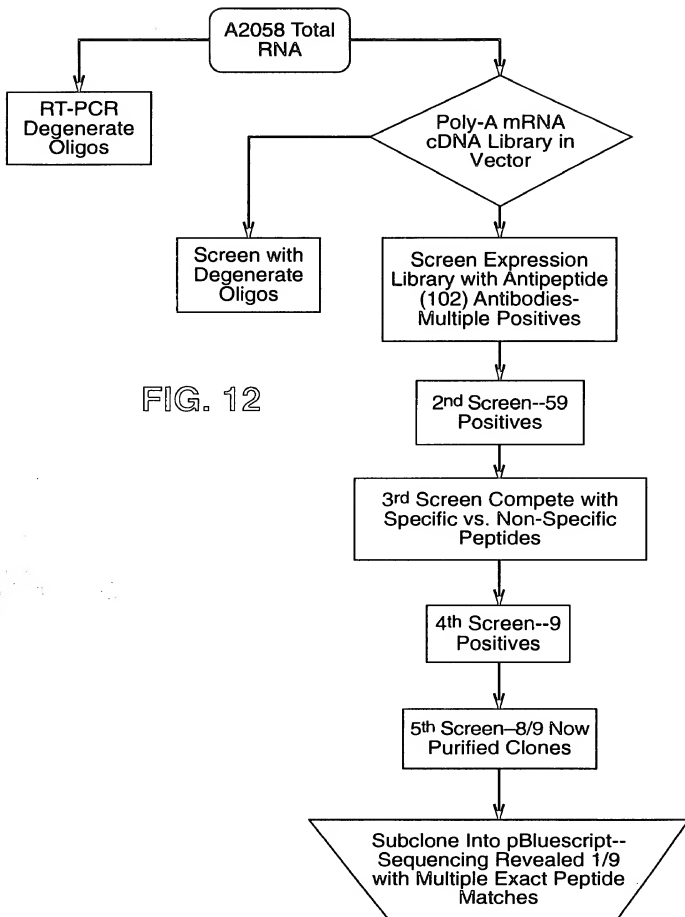 A2058 Total
RNA
RT-PCR
Degenerate
Oligos
Poly-A mRNA
cDNA Library in
Vector
Screen with
Degenerate
Oligos
Screen Expression
Library with Antipeptide
(102) Antibodies-
Multiple Positives
FIG. 12
2nd Screen--59
Positives
3rd Screen Compete with
Specific vs. Non-Specific
Peptides
4th Screen--9
Positives
5th Screen–8/9 Now
Purified Clones
Subclone Into pBluescript--
Sequencing Revealed 1/9
with Multiple Exact Peptide
Matches